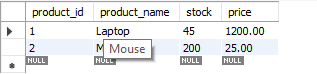 product_id product_name stock price
1 Laptop 45 1200.00
2 M Mouse 200 25.00
NULL NULL NULL NULL